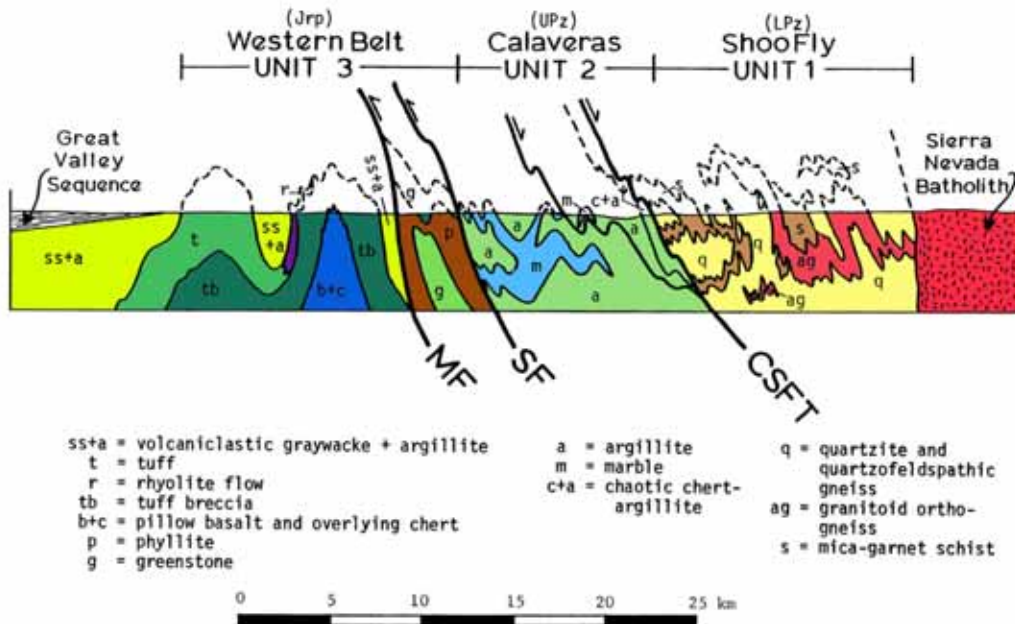 (Jrp)
Western Belt
UNIT 3
(UPz)
Calaveras
UNIT 2
(LPz)
Shoo Fly
UNIT 1
Great
Valley
Sequence
Sierra
Nevada
Batholith
ss+a
t
tb
ss
+a
r
b+c
tb
ss+a
g
p
g
a
a
m
a
m
c+a
a
s
q
q
s
ag
s
ag
q
MF
SF
CSFT
ss+a = volcaniclastic graywacke + argillite
t = tuff
r = rhyolite flow
tb = tuff breccia
b+c = pillow basalt and overlying chert
p = phyllite
g = greenstone
a = argillite
m = marble
c+a = chaotic chert-
argillite
q = quartzite and
quartzofeldspathic
gneiss
ag = granitoid ortho-
gneiss
s = mica-garnet schist
0 5 10 15 20 25 km